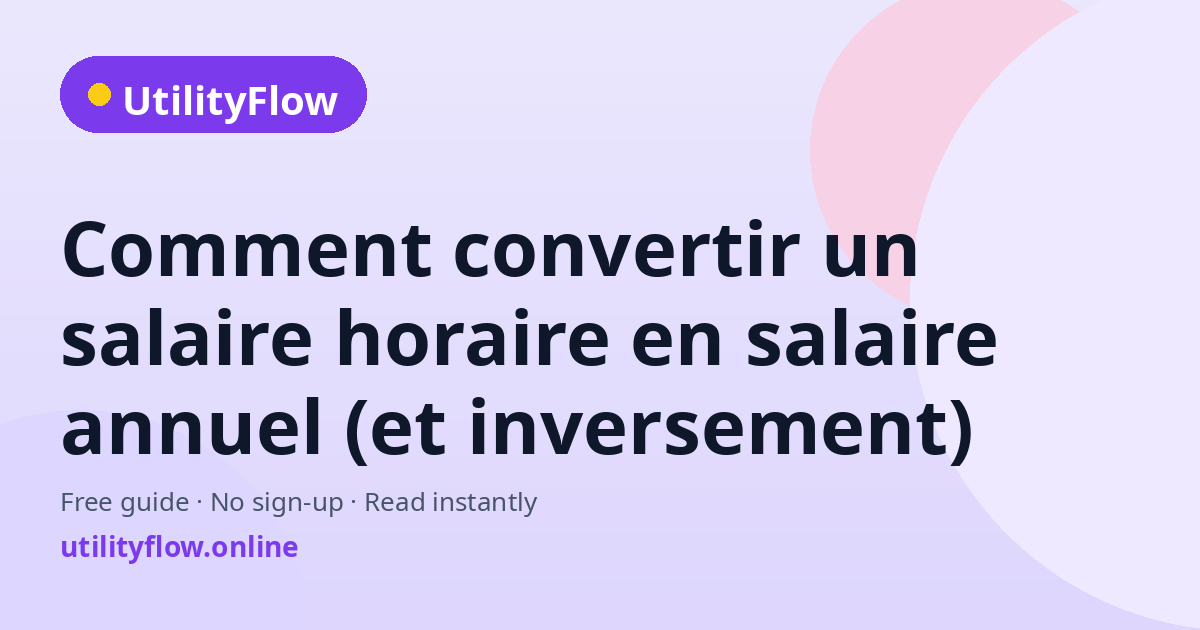 UtilityFlow
Comment convertir un
salaire horaire en salaire
annuel (et inversement)
Free guide · No sign-up · Read instantly
utilityflow.online